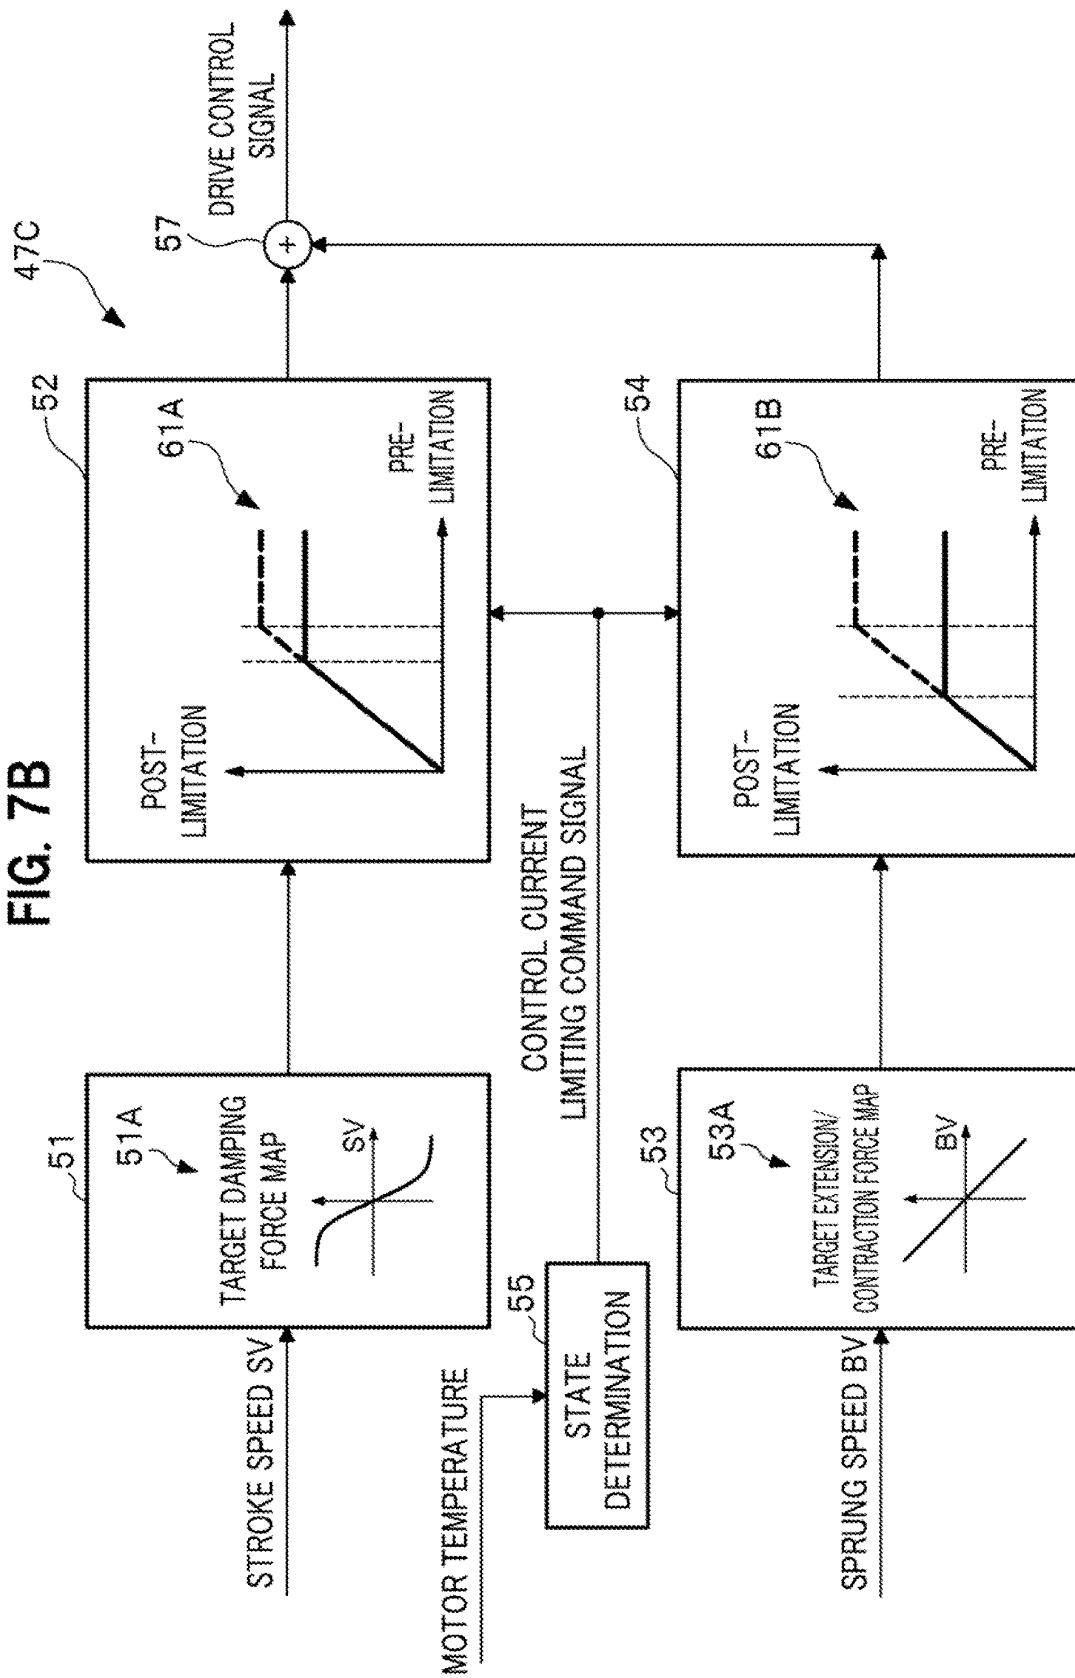 FIG. 7B
47C
STROKE SPEED SV
51
51A
TARGET DAMPING
FORCE MAP
SV
52
POST-
LIMITATION
61A
PRE-
LIMITATION
57
+
DRIVE CONTROL
SIGNAL
MOTOR TEMPERATURE
55
STATE
DETERMINATION
CONTROL CURRENT
LIMITING COMMAND SIGNAL
SPRUNG SPEED BV
53
53A
TARGET EXTENSION/
CONTRACTION FORCE MAP
BV
54
POST-
LIMITATION
61B
PRE-
LIMITATION